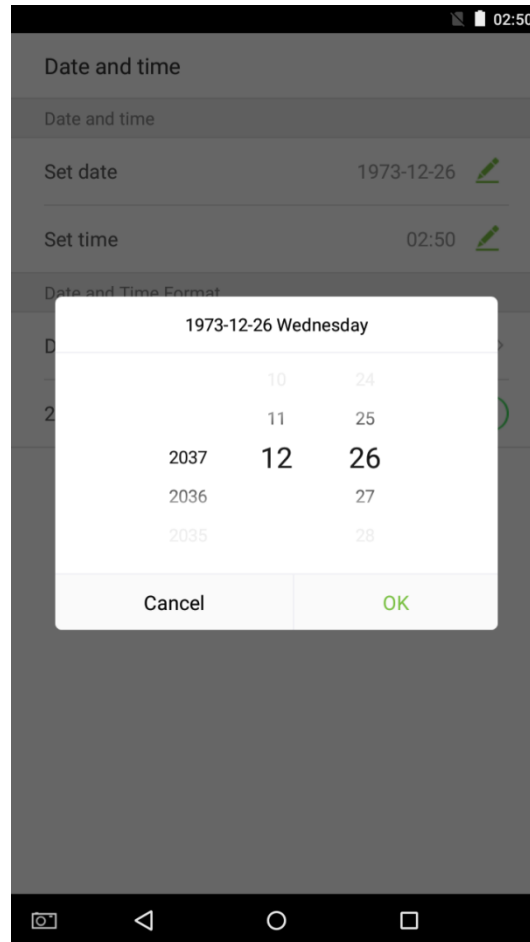 02:50
Date and time
Date and time
Set date 1973-12-26
Set time 02:50
Date and Time Format
D
2
1973-12-26 Wednesday
10 24
11 25
2037 12 26
2036 27
2035 28
Cancel OK